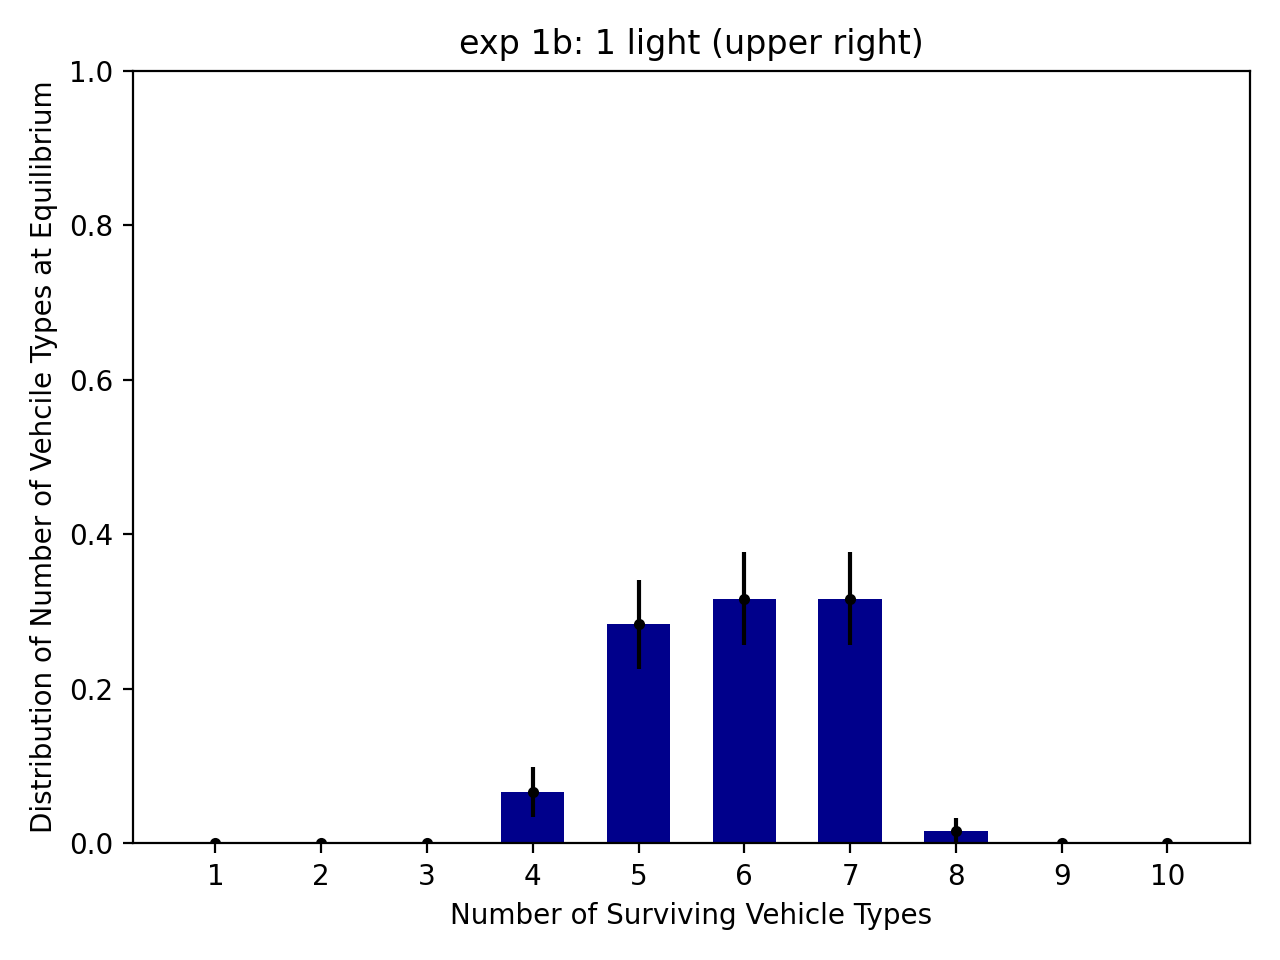 exp 1b: 1 light (upper right)
Distribution of Number of Vehcile Types at Equilibrium
1.0
0.8
0.6
0.4
0.2
0.0
1 2 3 4 5 6 7 8 9 10
Number of Surviving Vehicle Types